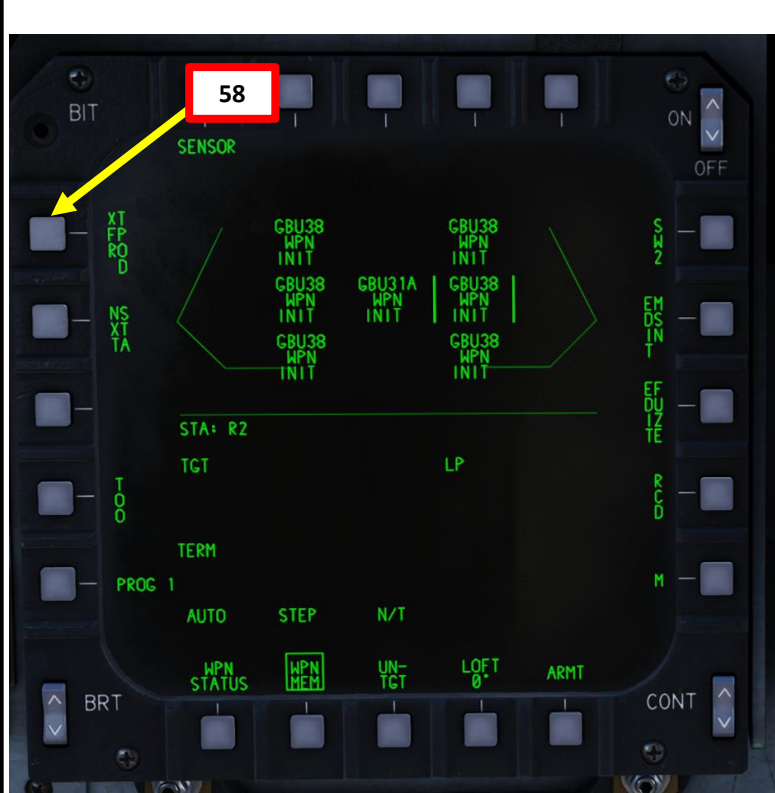 58
BIT
ON
OFF
SENSOR
XT
FP
RO
D
GBU38
WPN
INIT
GBU38
WPN
INIT
S
W
2
NS
XT
TA
GBU38
WPN
INIT
GBU31A
WPN
INIT
GBU38
WPN
INIT
EM
DS
IN
T
GBU38
WPN
INIT
GBU38
WPN
INIT
EF
DU
IZ
TE
STA: R2
TGT
LP
T
O
O
R
C
D
TERM
PROG 1
M
AUTO
STEP
N/T
WPN
STATUS
WPN
MEM
UN-
TGT
LOFT
0°
ARMT
BRT
CONT